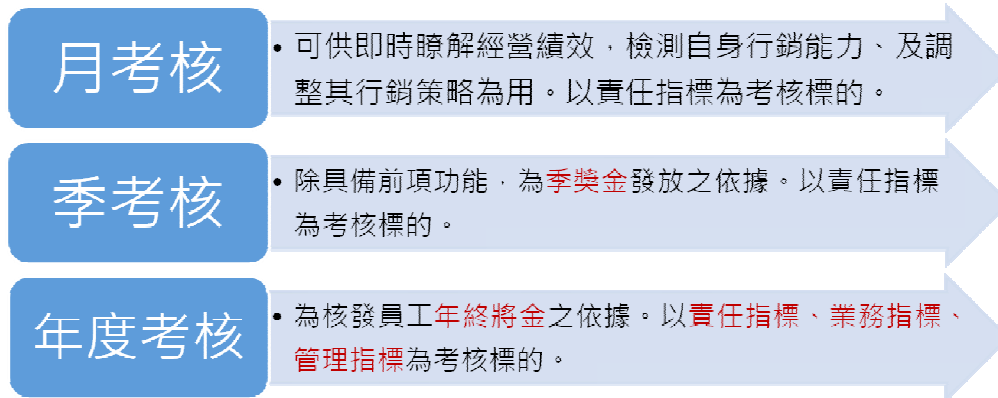 月考核
• 可供即時瞭解經營績效，檢測自身行銷能力、及調
整其行銷策略為用。以責任指標為考核標的。
季考核
• 除具備前項功能，為季獎金發放之依據。以責任指標
為考核標的。
年度考核
• 為核發員工年終將金之依據。以責任指標、業務指標、
管理指標為考核標的。